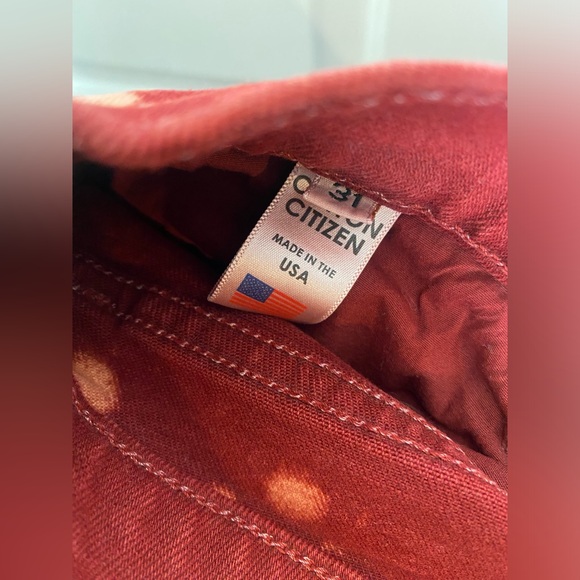 31
CITIZEN
MADE IN THE
USA